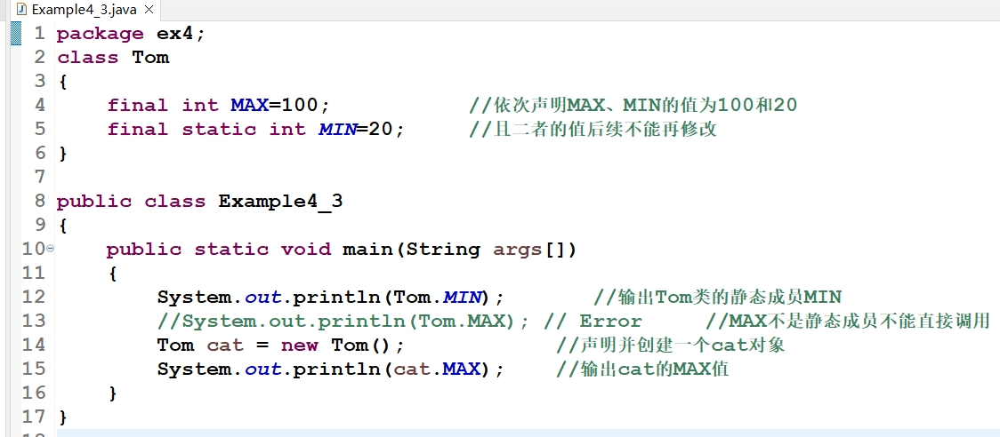 Example4_3.java
1 package ex4;
2 class Tom
3 {
4     final int MAX=100;           //依次声明MAX、MIN的值为100和20
5     final static int MIN=20;     //且二者的值后续不能再修改
6 }
7
8 public class Example4_3
9 {
10     public static void main(String args[])
11     {
12         System.out.println(Tom.MIN);       //输出Tom类的静态成员MIN
13         //System.out.println(Tom.MAX); // Error     //MAX不是静态成员不能直接调用
14         Tom cat = new Tom();            //声明并创建一个cat对象
15         System.out.println(cat.MAX);    //输出cat的MAX值
16     }
17 }